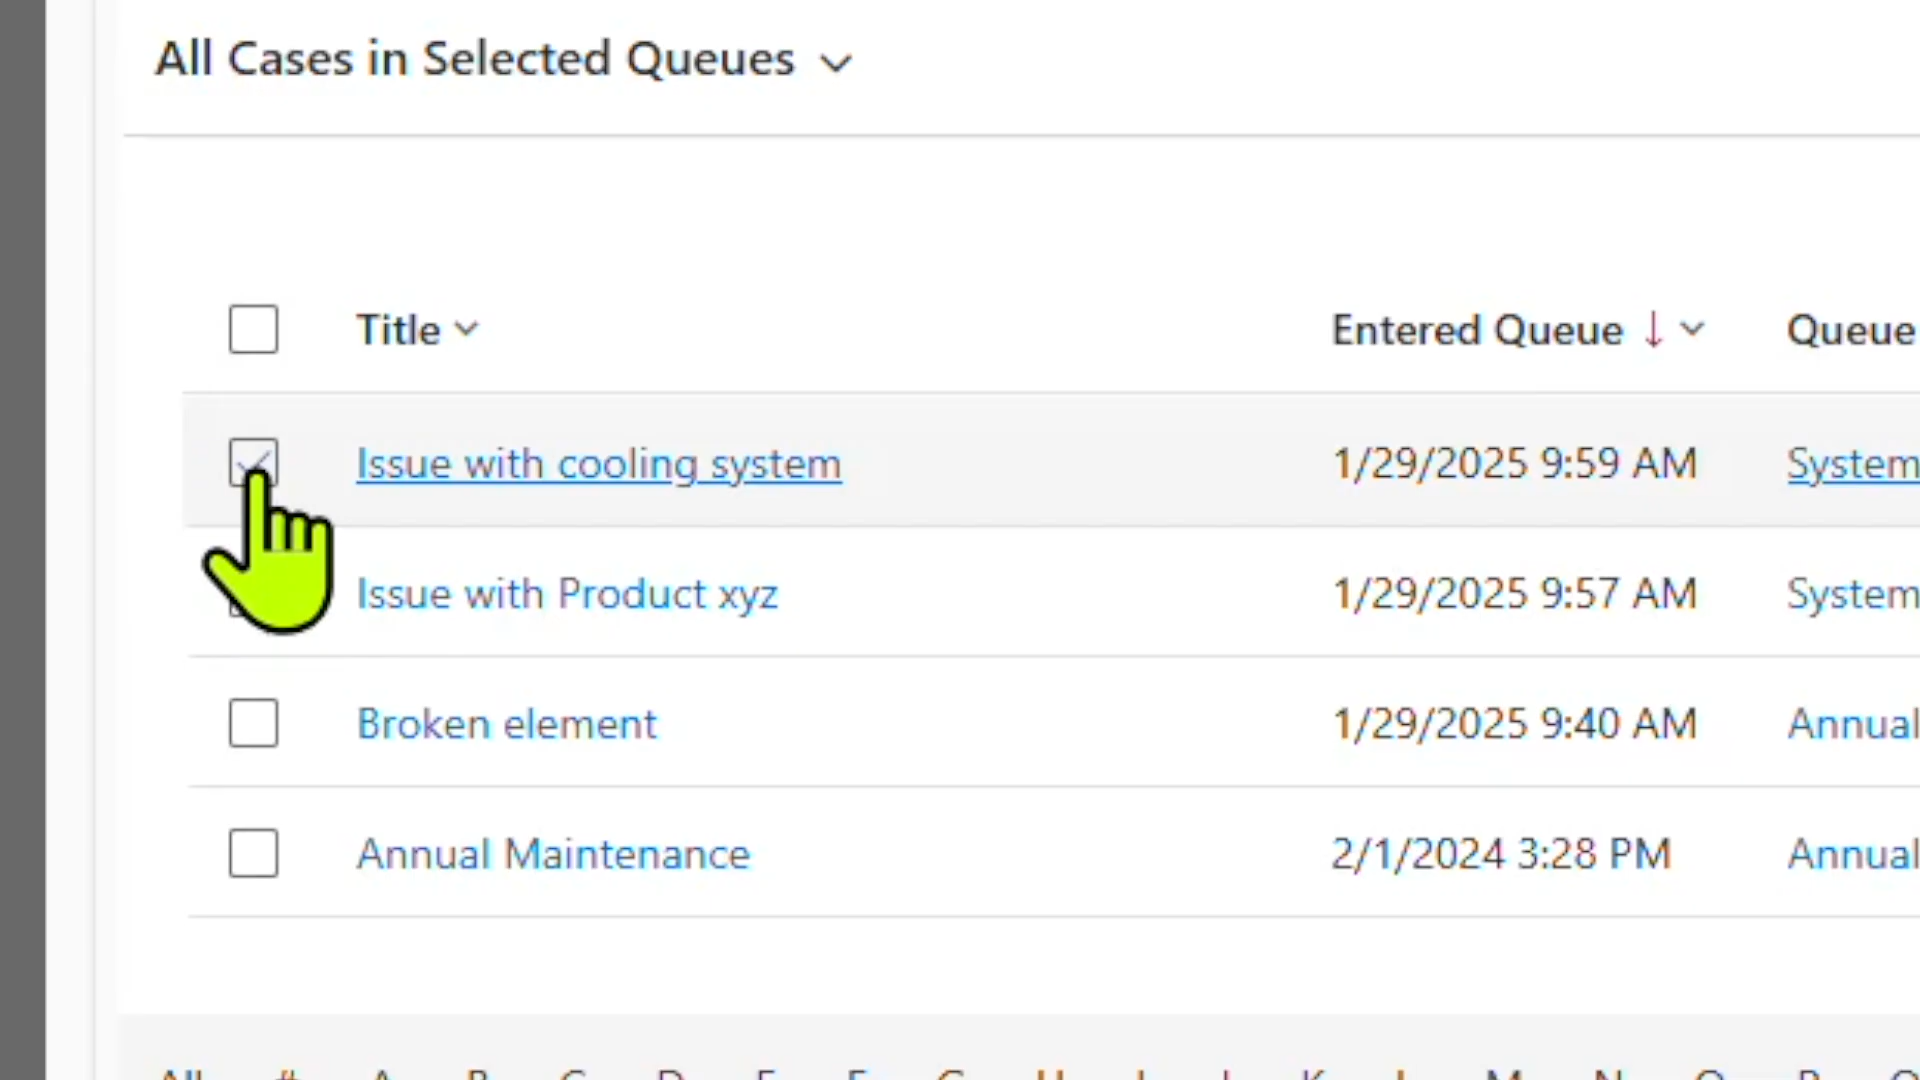 All Cases in Selected Queues
Title Entered Queue Queue
Issue with cooling system 1/29/2025 9:59 AM System
Issue with Product xyz 1/29/2025 9:57 AM System
Broken element 1/29/2025 9:40 AM Annual
Annual Maintenance 2/1/2024 3:28 PM Annual
All # A B C D E F G H I J K L M N O P